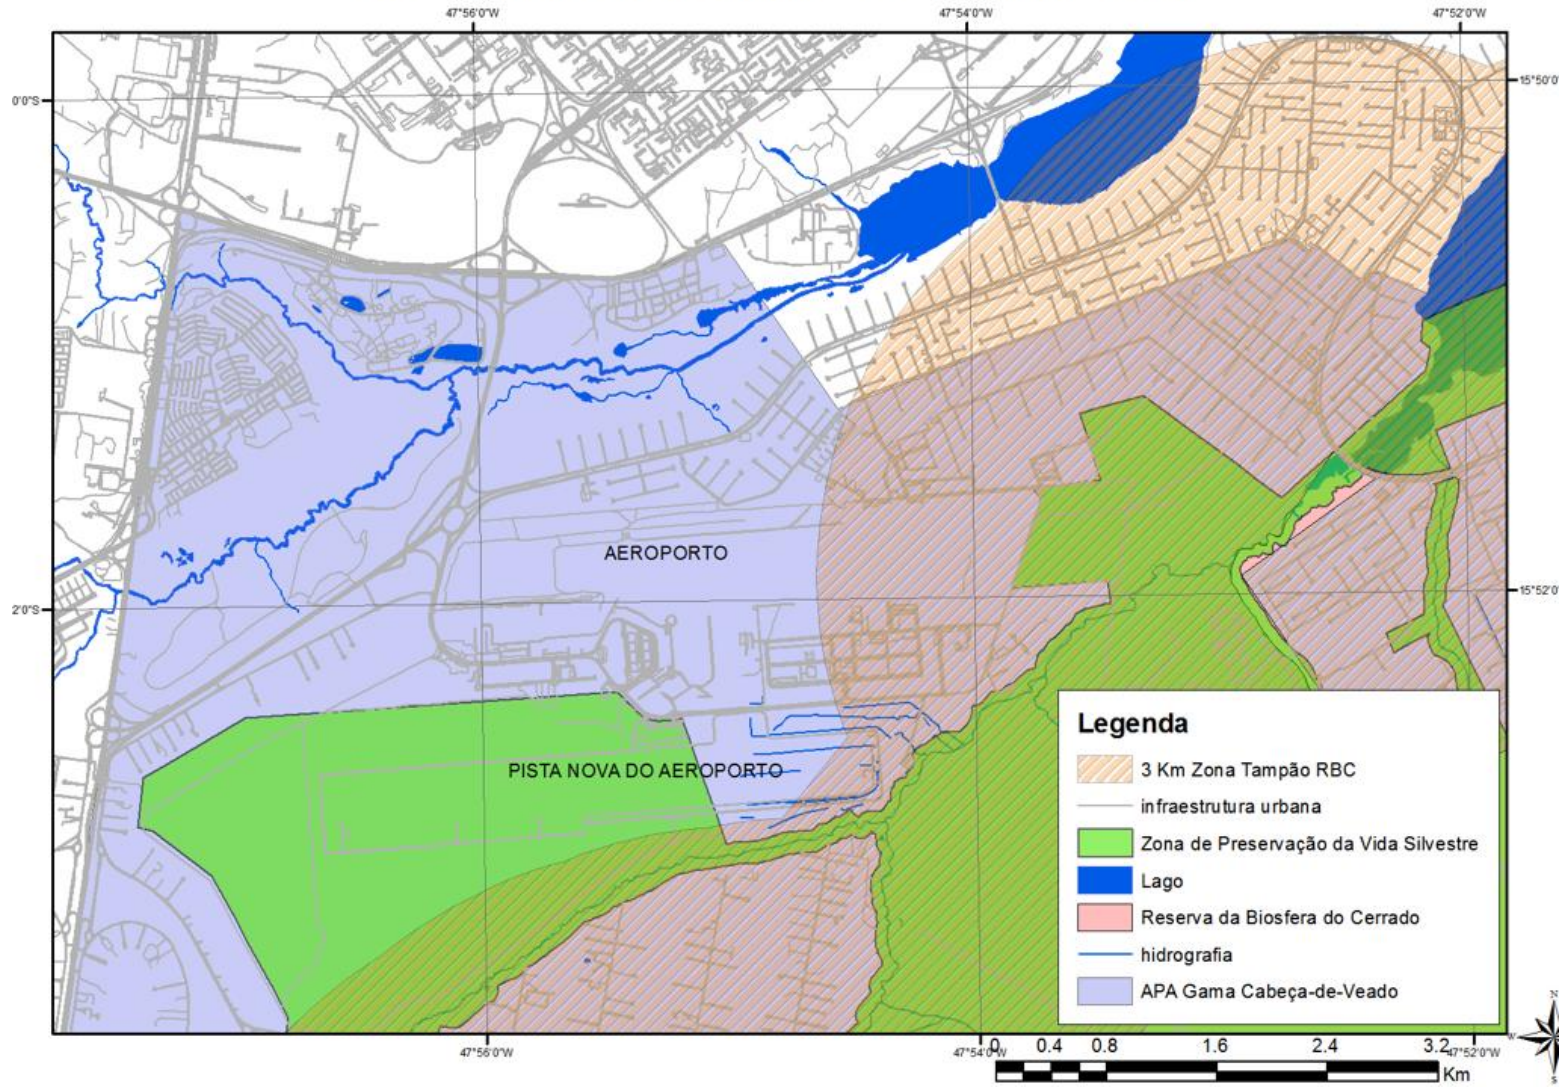 47°56'0"W
47°54'0"W
47°52'0"W
0'0"S
15°50'0
AEROPORTO
15°52'0
2'0"S
PISTA NOVA DO AEROPORTO
Legenda
3 Km Zona Tampão RBC
infraestrutura urbana
Zona de Preservação da Vida Silvestre
Lago
Reserva da Biosfera do Cerrado
hidrografia
APA Gama Cabeça-de-Veado
N
W
S
47°56'0"W
47°54'0"W
47°52'0"W
0 0.4 0.8 1.6 2.4 3.2
Km